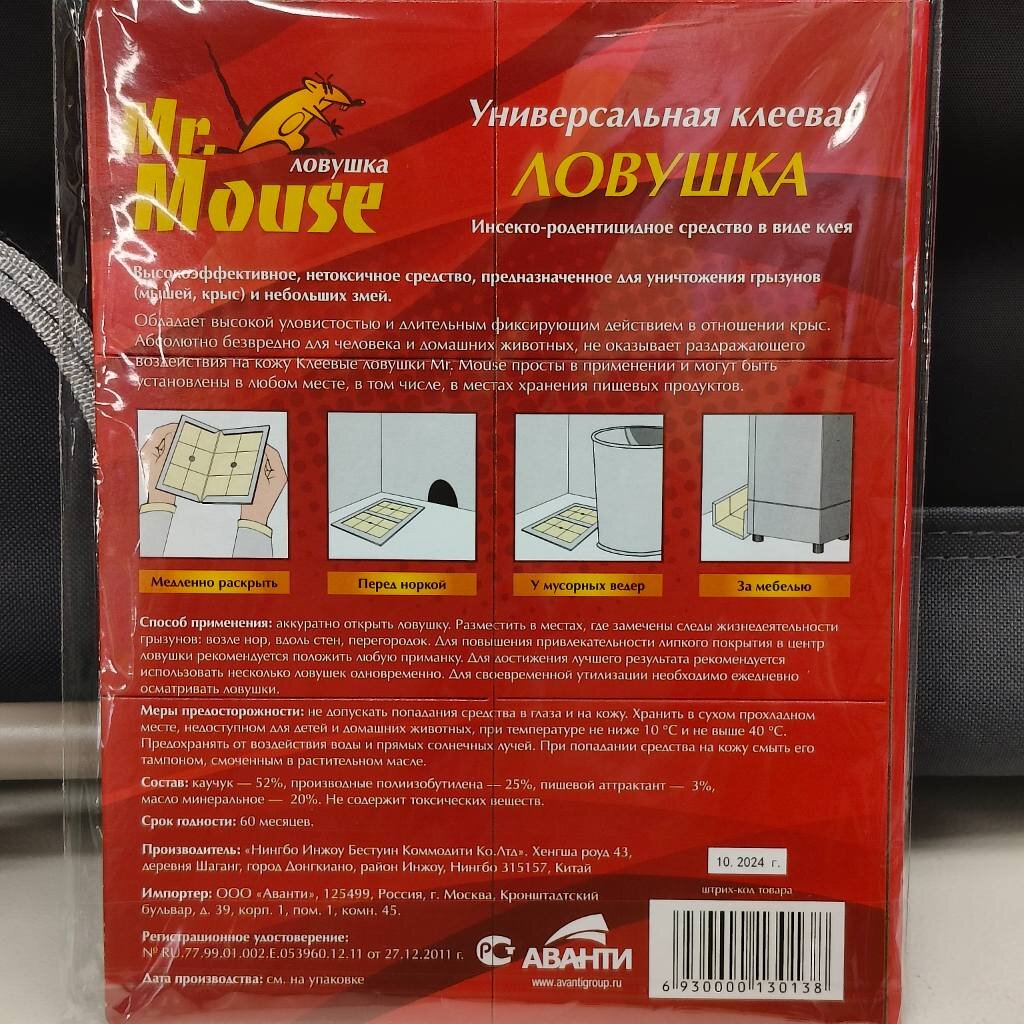 Mr.
ловушка
Mouse
Универсальная клеевая
ЛОВУШКА
Инсекто-родентицидное средство в виде клея
Высокоэффективное, нетоксичное средство, предназначенное для уничтожения грызунов
(мышей, крыс) и небольших змей.
Обладает высокой уловистостью и длительным фиксирующим действием в отношении крыс.
Абсолютно безвредно для человека и домашних животных, не оказывает раздражающего
воздействия на кожу Клеевые ловушки Mr. Mouse просты в применении и могут быть
установлены в любом месте, в том числе, в местах хранения пищевых продуктов.
Медленно раскрыть
Перед норкой
У мусорных ведер
За мебелью
Способ применения: аккуратно открыть ловушку. Разместить в местах, где замечены следы жизнедеятельности
грызунов: возле нор, вдоль стен, перегородок. Для повышения привлекательности липкого покрытия в центр
ловушки рекомендуется положить любую приманку. Для достижения лучшего результата рекомендуется
использовать несколько ловушек одновременно. Для своевременной утилизации необходимо ежедневно
осматривать ловушки.
Меры предосторожности: не допускать попадания средства в глаза и на кожу. Хранить в сухом прохладном
месте, недоступном для детей и домашних животных, при температуре не ниже 10 °С и не выше 40 °С.
Предохранять от воздействия воды и прямых солнечных лучей. При попадании средства на кожу смыть его
тампоном, смоченным в растительном масле.
Состав: каучук — 52%, производные полиизобутилена — 25%, пищевой аттрактант — 3%,
масло минеральное — 20%. Не содержит токсических веществ.
Срок годности: 60 месяцев.
Производитель: «Нингбо Инжоу Бестуин Коммодити Ко.Лтд». Хенгша роуд 43,
деревня Шаганг, город Донгкиано, район Инжоу, Нингбо 315157, Китай
10. 2024 г.
Импортер: ООО «Аванти», 125499, Россия, г. Москва, Кронштадтский
бульвар, д. 39, корп. 1, пом. 1, комн. 45.
штрих-код товара
Регистрационное удостоверение:
№ RU.77.99.01.002.Е.053960.12.11 от 27.12.2011 г.
РСТ
АВАНТИ
www.avantigroup.ru
Дата производства: см. на упаковке
6 930000 130138